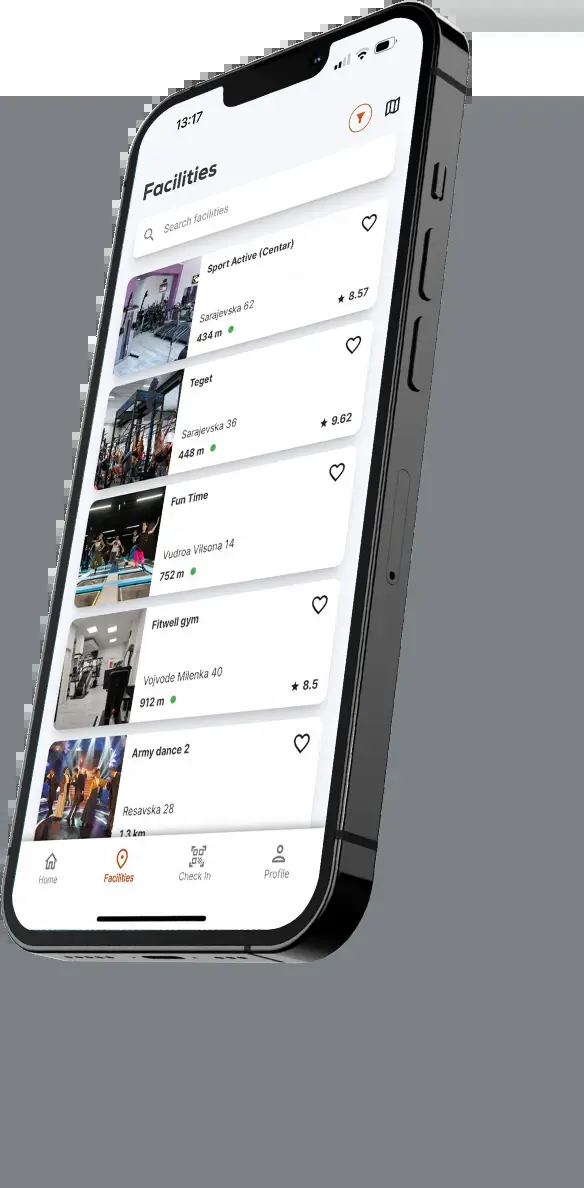 13:17
Facilities
Search facilities
Sport Active (Centar)
Sarajevska 62
434 m
★ 8.57
Teget
Sarajevska 36
448 m
★ 9.62
Fun Time
Vudroa Vilsona 14
752 m
Fitwell gym
Vojvode Milenka 40
912 m
★ 8.5
Army dance 2
Resavska 28
1.3 km
Home
Facilities
Check In
Profile